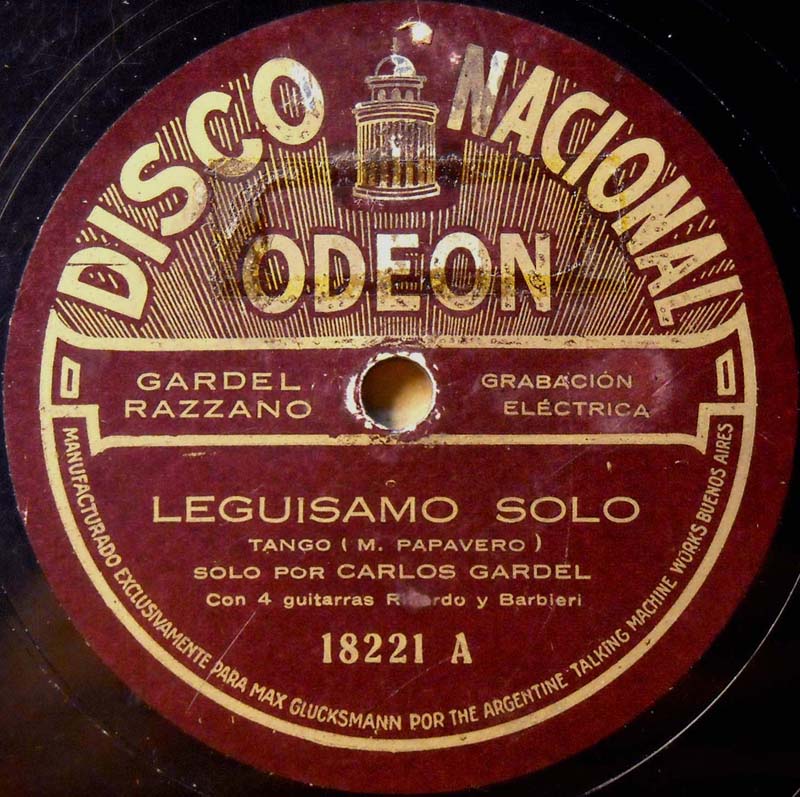 DISCO NACIONAL
ODEON
GARDEL
RAZZANO
GRABACIÓN
ELÉCTRICA
LEGUISAMO SOLO
TANGO ( M. PAPAVERO )
SOLO POR CARLOS GARDEL
Con 4 guitarras Ricardo y Barbieri
18221 A
MANUFACTURADO EXCLUSIVAMENTE PARA MAX GLUCKSMANN POR THE ARGENTINE TALKING MACHINE WORKS BUENOS AIRES